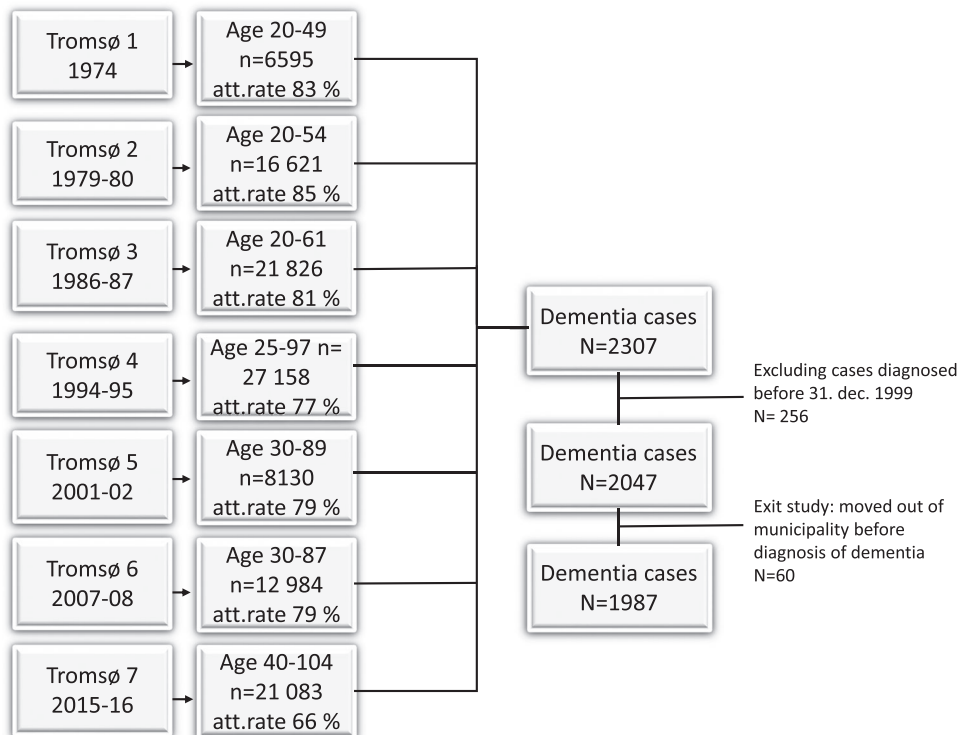 Tromsø 1
1974
Age 20-49
n=6595
att.rate 83 %
Tromsø 2
1979-80
Age 20-54
n=16 621
att.rate 85 %
Tromsø 3
1986-87
Age 20-61
n=21 826
att.rate 81 %
Tromsø 4
1994-95
Age 25-97 n=
27 158
att.rate 77 %
Tromsø 5
2001-02
Age 30-89
n=8130
att.rate 79 %
Tromsø 6
2007-08
Age 30-87
n=12 984
att.rate 79 %
Tromsø 7
2015-16
Age 40-104
n=21 083
att.rate 66 %
Dementia cases
N=2307
Excluding cases diagnosed
before 31. dec. 1999
N= 256
Dementia cases
N=2047
Exit study: moved out of
municipality before
diagnosis of dementia
N=60
Dementia cases
N=1987